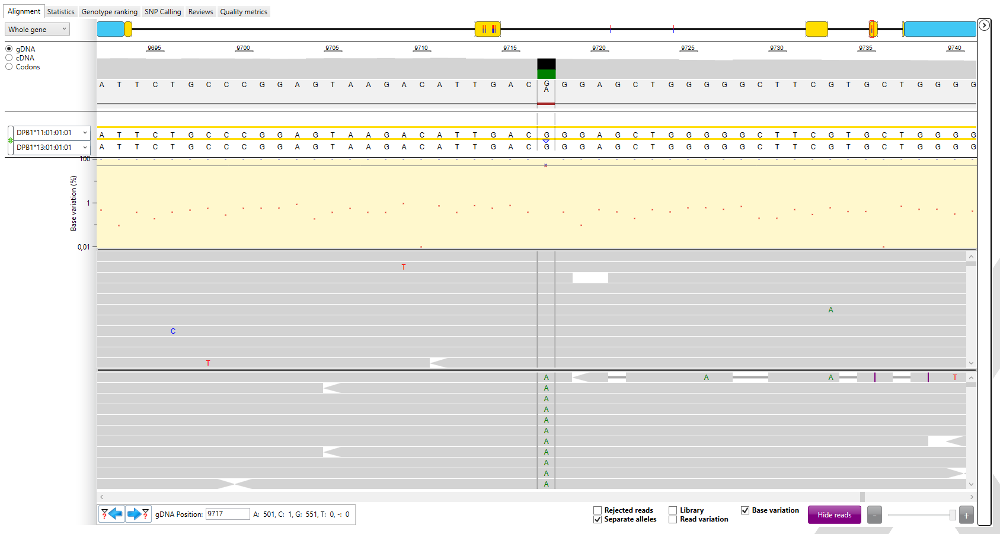 Alignment Statistics Genotype ranking SNP Calling Reviews Quality metrics
Whole gene
gDNA
cDNA
Codons
9695 9700 9705 9710 9715 9720 9725 9730 9735 9740
A T T C T G C C C G G A G T A A G A C A T T G A C G G G A G C T G G G G G C T T C G T G C T G G G G
A
DPB1*11:01:01:01
A T T C T G C C C G G A G T A A G A C A T T G A C G G G A G C T G G G G G C T T C G T G C T G G G G
DPB1*13:01:01:01
A T T C T G C C C G G A G T A A G A C A T T G A C G G G A G C T G G G G G C T T C G T G C T G G G G
100
Base variation (%)
1
0,01
T
A
C
T
A A A T
A
A
A
A
A
A
A
A
A
A
gDNA Position: 9717 A: 501, C: 1, G: 551, T: 0, -: 0
Rejected reads Library Base variation Hide reads - +
Separate alleles Read variation